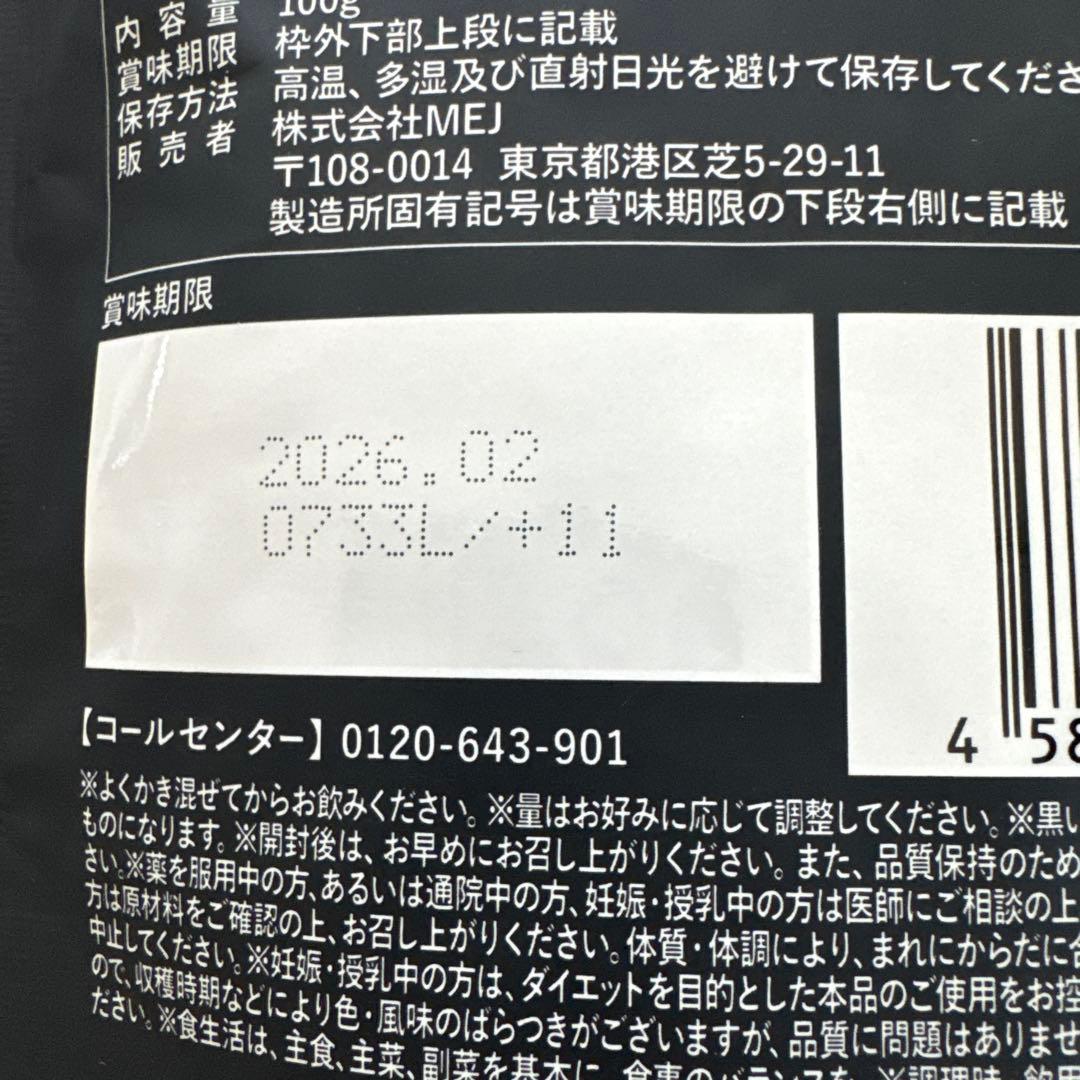 内容量 100g
賞味期限 枠外下部上段に記載
保存方法 高温、多湿及び直射日光を避けて保存してくださ
販売者 株式会社MEJ
〒108-0014 東京都港区芝5-29-11
製造所固有記号は賞味期限の下段右側に記載
賞味期限
2026.02
0733L/+11
4 58
【コールセンター】0120-643-901
※よくかき混ぜてからお飲みください。※量はお好みに応じて調整してください。※黒い
ものになります。※開封後は、お早めにお召し上がりください。また、品質保持のため
さい。※薬を服用中の方、あるいは通院中の方、妊娠・授乳中の方は医師にご相談の上
方は原材料をご確認の上、お召し上がりください。体質・体調により、まれにからだに合
中止してください。※妊娠・授乳中の方は、ダイエットを目的とした本品のご使用をお控
ので、収穫時期などにより色・風味のばらつきがございますが、品質に問題はありませ
ださい。※食生活は、主食、主菜、副菜を基本に、食事のバランスを。※調理時、飲用